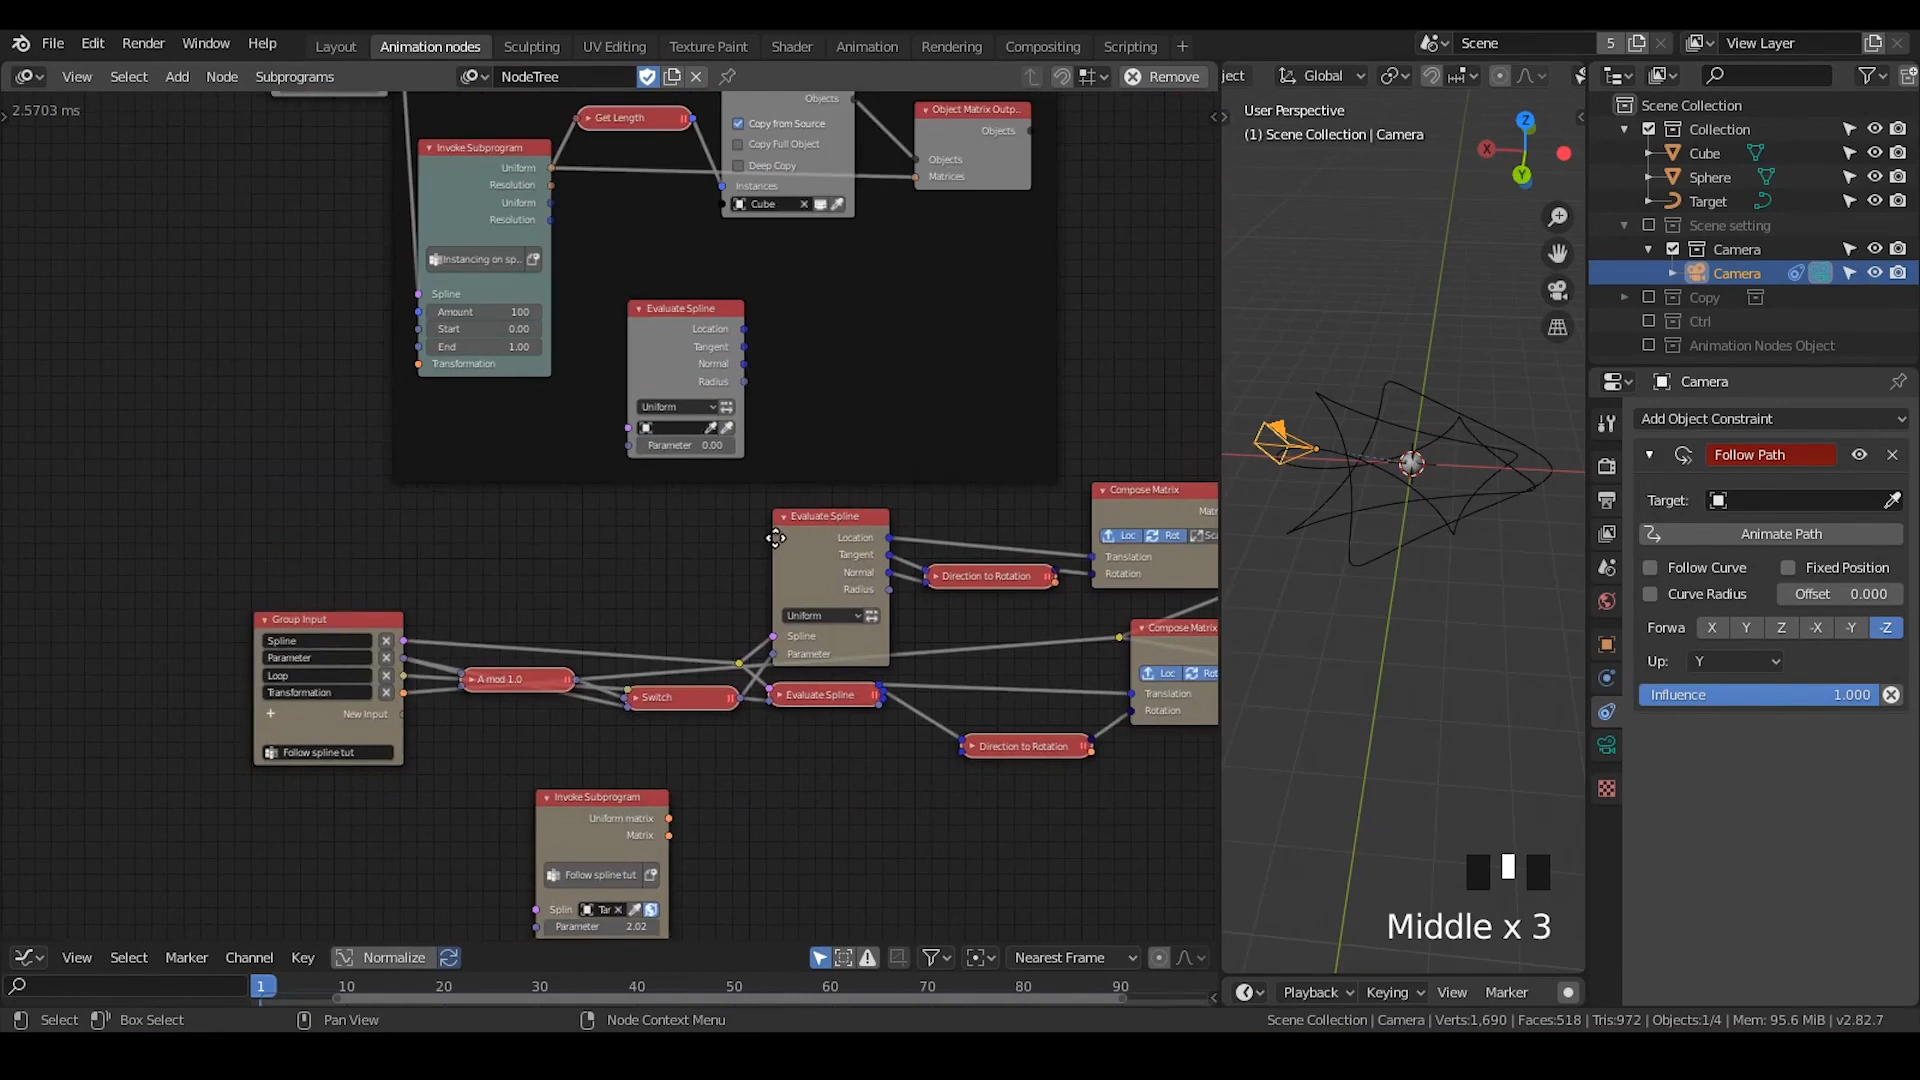 File Edit Render Window Help Layout Animation nodes Sculpting UV Editing Texture Paint Shader Animation Rendering Compositing Scripting + Scene 5 View Layer
View Select Add Node Subprograms NodeTree Remove ject Global
2.5703 ms
Objects
Get Length
Copy from Source
Copy Full Object
Deep Copy
Instances
Cube
Object Matrix Outp..
Objects
Objects
Matrices
Invoke Subprogram
Uniform
Resolution
Uniform
Resolution
Instancing on sp..
Spline
Amount 100
Start 0.00
End 1.00
Transformation
Evaluate Spline
Location
Tangent
Normal
Radius
Uniform
Parameter 0.00
Evaluate Spline
Location
Tangent
Normal
Radius
Uniform
Spline
Parameter
Compose Matrix
Matr
Loc Rot Sc
Translation
Rotation
Direction to Rotation
Group Input
Spline
Parameter
Loop
Transformation
New Input
Follow spline tut
A mod 1.0
Switch
Evaluate Spline
Direction to Rotation
Compose Matrix
Loc Rot
Translation
Rotation
Invoke Subprogram
Uniform matrix
Matrix
Follow spline tut
Splin Tar
Parameter 2.02
User Perspective
(1) Scene Collection | Camera
Z
X
Y
Middle x 3
Scene Collection
Collection
Cube
Sphere
Target
Scene setting
Camera
Camera
Copy
Ctrl
Animation Nodes Object
Camera
Add Object Constraint
Follow Path
Target:
Animate Path
Follow Curve Fixed Position
Curve Radius Offset 0.000
Forwa X Y Z -X -Y -Z
Up: Y
Influence 1.000
View Select Marker Channel Key Normalize Nearest Frame
1 10 20 30 40 50 60 70 80 90
Playback Keying View Marker
Select Box Select Pan View Node Context Menu
Scene Collection | Camera | Verts:1,690 | Faces:518 | Tris:972 | Objects:1/4 | Mem: 95.6 MiB | v2.82.7